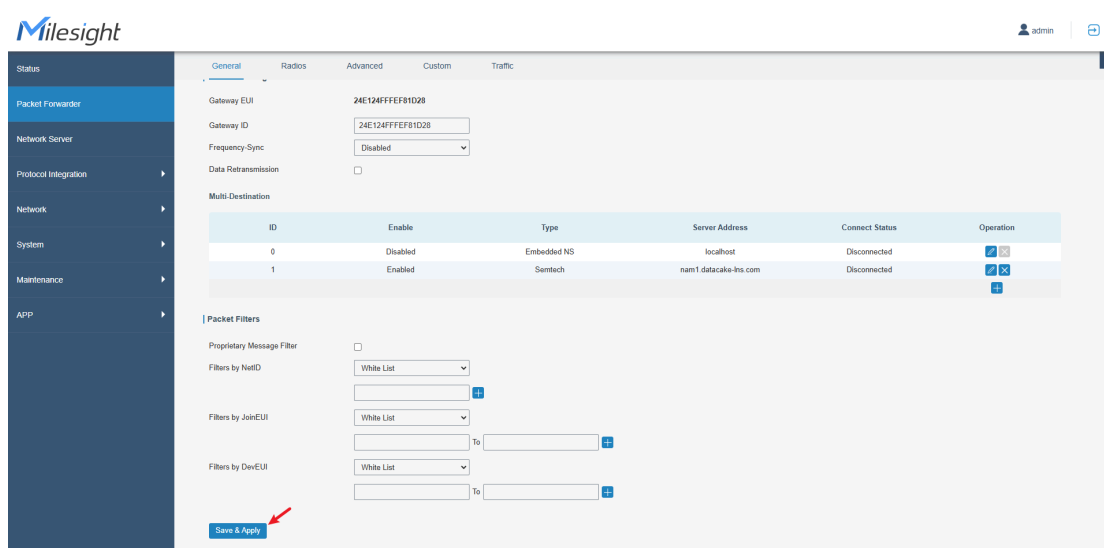 Milesight
admin
Status
Packet Forwarder
Network Server
Protocol Integration
Network
System
Maintenance
APP
General Radios Advanced Custom Traffic
Gateway EUI 24E124FFFEF81D28
Gateway ID 24E124FFFEF81D28
Frequency-Sync Disabled
Data Retransmission
Multi-Destination
ID Enable Type Server Address Connect Status Operation
0 Disabled Embedded NS localhost Disconnected
1 Enabled Semtech nam1.datacake-lns.com Disconnected
Packet Filters
Proprietary Message Filter
Filters by NetID White List
Filters by JoinEUI White List
To
Filters by DevEUI White List
To
Save & Apply